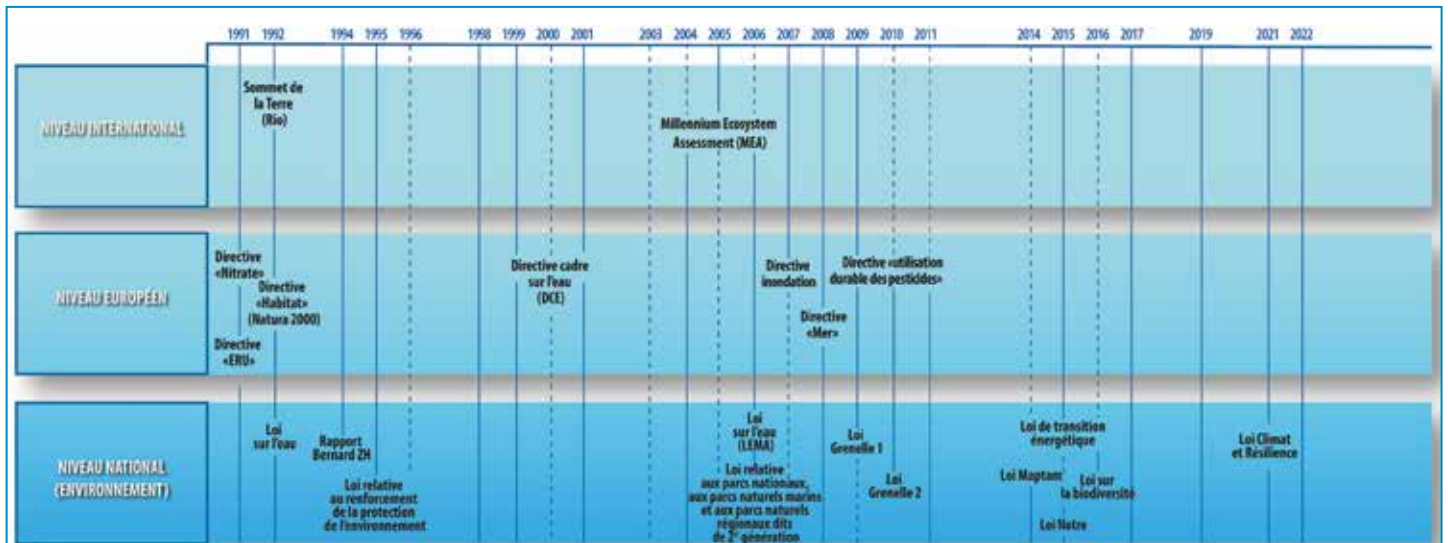 1991 1992 1994 1995 1996 1998 1999 2000 2001 2003 2004 2005 2006 2007 2008 2009 2010 2011 2014 2015 2016 2017 2019 2021 2022
NIVEAU INTERNATIONAL
Sommet de
la Terre
(Rio)
Millennium Ecosystem
Assessment (MEA)
NIVEAU EUROPÉEN
Directive
«Nitrate»
Directive
«Habitat»
(Natura 2000)
Directive
«ERU»
Directive cadre
sur l'eau
(DCE)
Directive
inondation
Directive
«Mer»
Directive «utilisation
durable des pesticides»
NIVEAU NATIONAL
(ENVIRONNEMENT)
Loi
sur l'eau
Rapport
Bernard ZH
Loi relative
au renforcement
de la protection
de l'environnement
Loi
sur l'eau
(LEMA)
Loi relative
aux parcs nationaux,
aux parcs naturels marins
et aux parcs naturels
régionaux dits
de 2e génération
Loi
Grenelle 1
Loi
Grenelle 2
Loi de transition
énergétique
Loi Maptam
Loi sur
la biodiversité
Loi Notre
Loi Climat
et Résilience